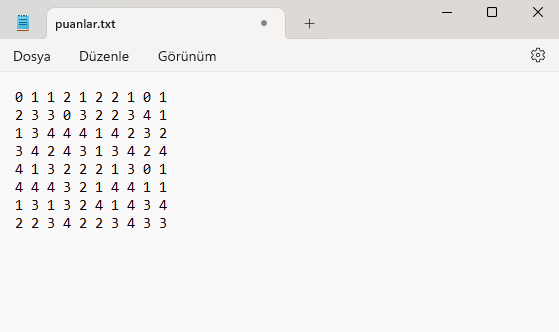 puanlar.txt
Dosya Düzenle Görünüm
0 1 1 2 1 2 2 1 0 1
2 3 3 0 3 2 2 3 4 1
1 3 4 4 4 1 4 2 3 2
3 4 2 4 3 1 3 4 2 4
4 1 3 2 2 2 1 3 0 1
4 4 4 3 2 1 4 4 1 1
1 3 1 3 2 4 1 4 3 4
2 2 3 4 2 2 3 4 3 3